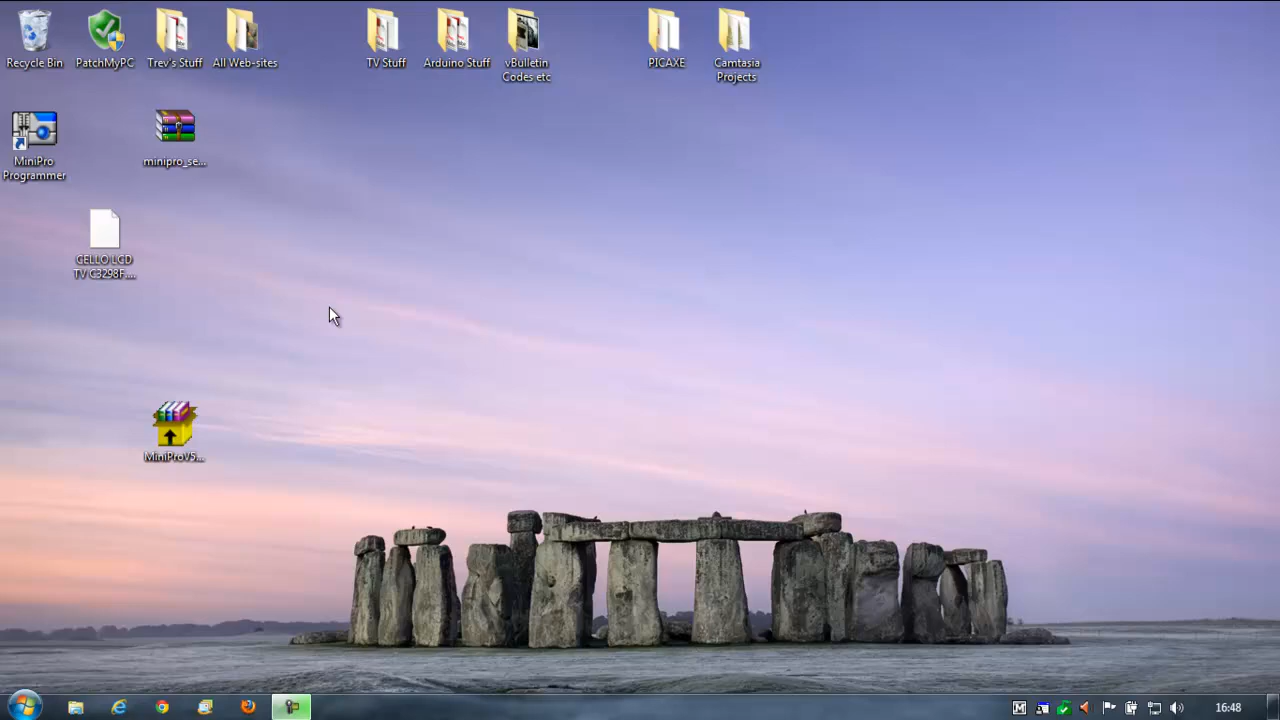 Recycle Bin
PatchMyPC
Trev's Stuff
All Web-sites
TV Stuff
Arduino Stuff
vBulletin
Codes etc
PICAXE
Camtasia
Projects
MiniPro
Programmer
minipro_se...
CELLO LCD
TV C3298F....
MiniProV5...
M
16:48